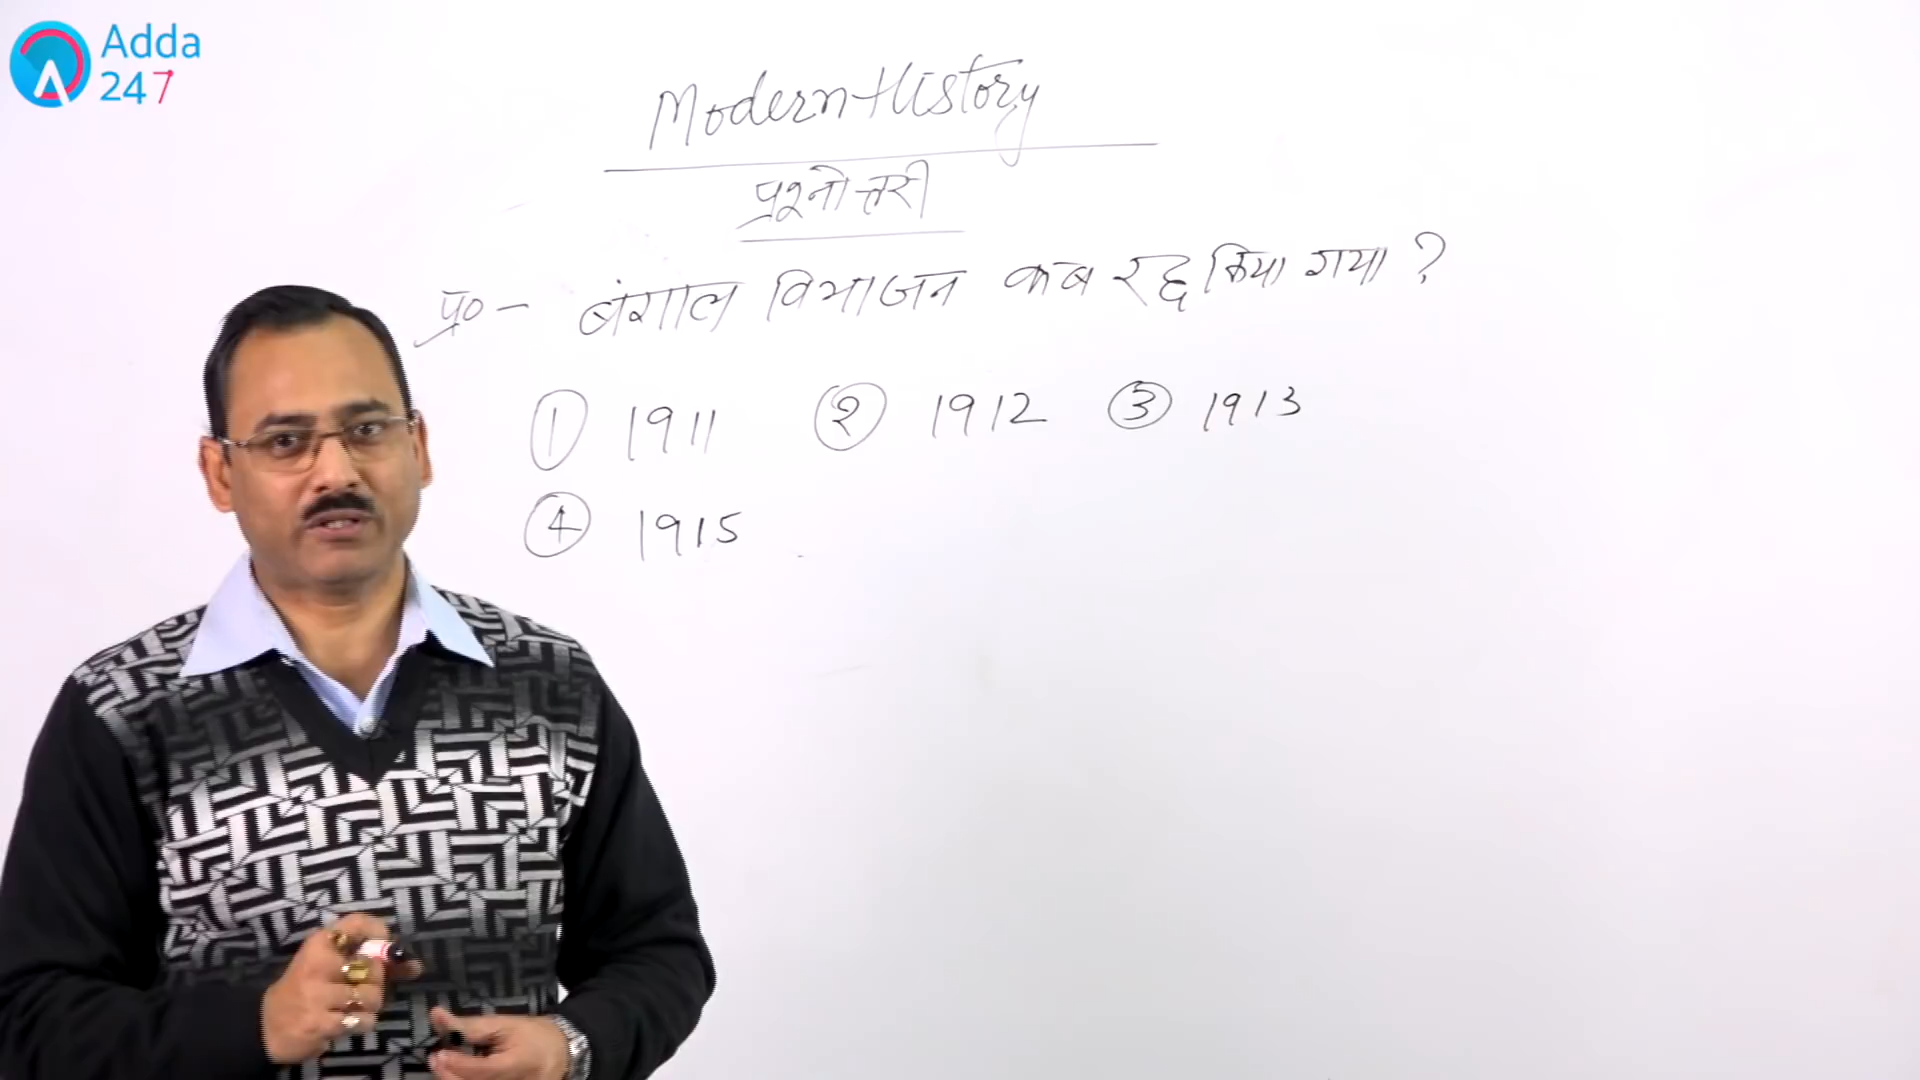 Adda
247
Modern History
प्रश्नोत्तरी
प्र०- बंगाल विभाजन कब रद्द किया गया ?
① 1911 ② 1912 ③ 1913
④ 1915